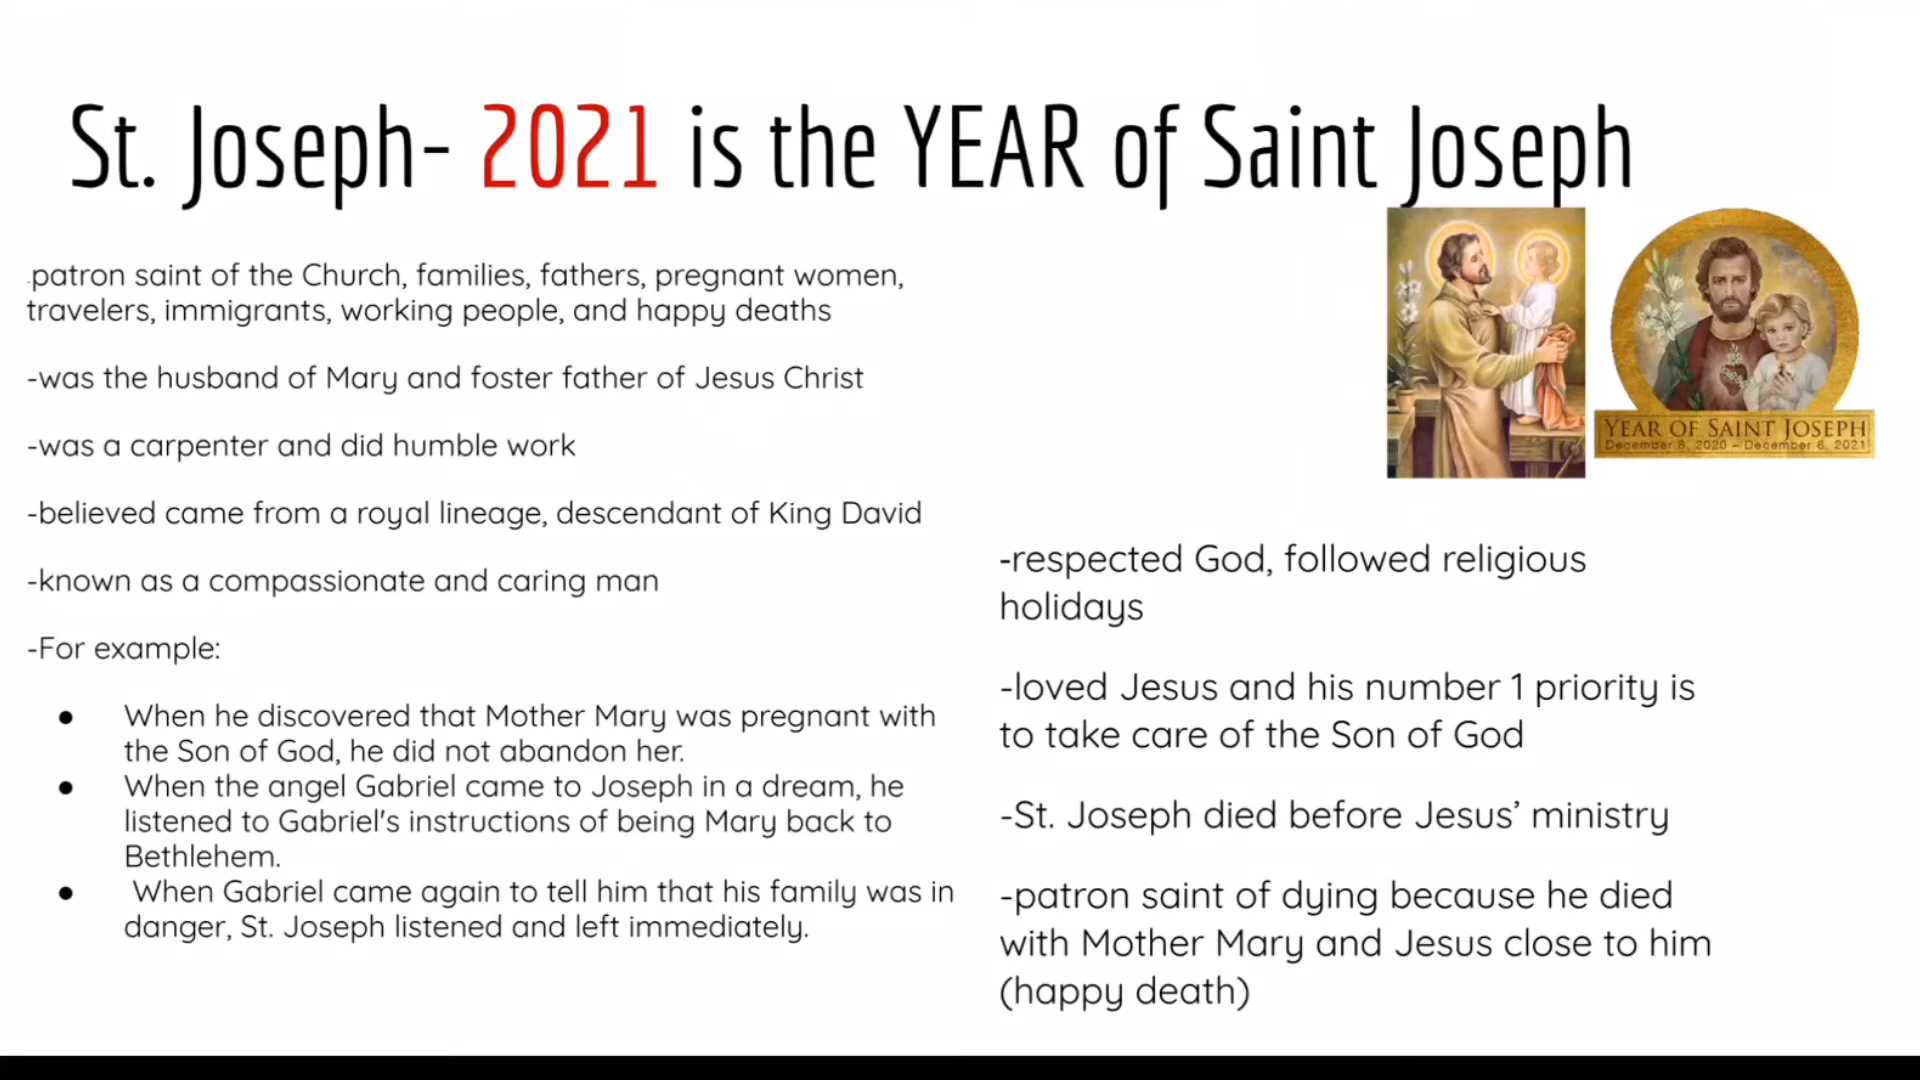 St. Joseph- 2021 is the YEAR of Saint Joseph
-patron saint of the Church, families, fathers, pregnant women,
travelers, immigrants, working people, and happy deaths
-was the husband of Mary and foster father of Jesus Christ
-was a carpenter and did humble work
-believed came from a royal lineage, descendant of King David
-known as a compassionate and caring man
-For example:
● When he discovered that Mother Mary was pregnant with
the Son of God, he did not abandon her.
● When the angel Gabriel came to Joseph in a dream, he
listened to Gabriel's instructions of being Mary back to
Bethlehem.
● When Gabriel came again to tell him that his family was in
danger, St. Joseph listened and left immediately.
YEAR OF SAINT JOSEPH
December 8, 2020 – December 8, 2021
-respected God, followed religious
holidays
-loved Jesus and his number 1 priority is
to take care of the Son of God
-St. Joseph died before Jesus’ ministry
-patron saint of dying because he died
with Mother Mary and Jesus close to him
(happy death)